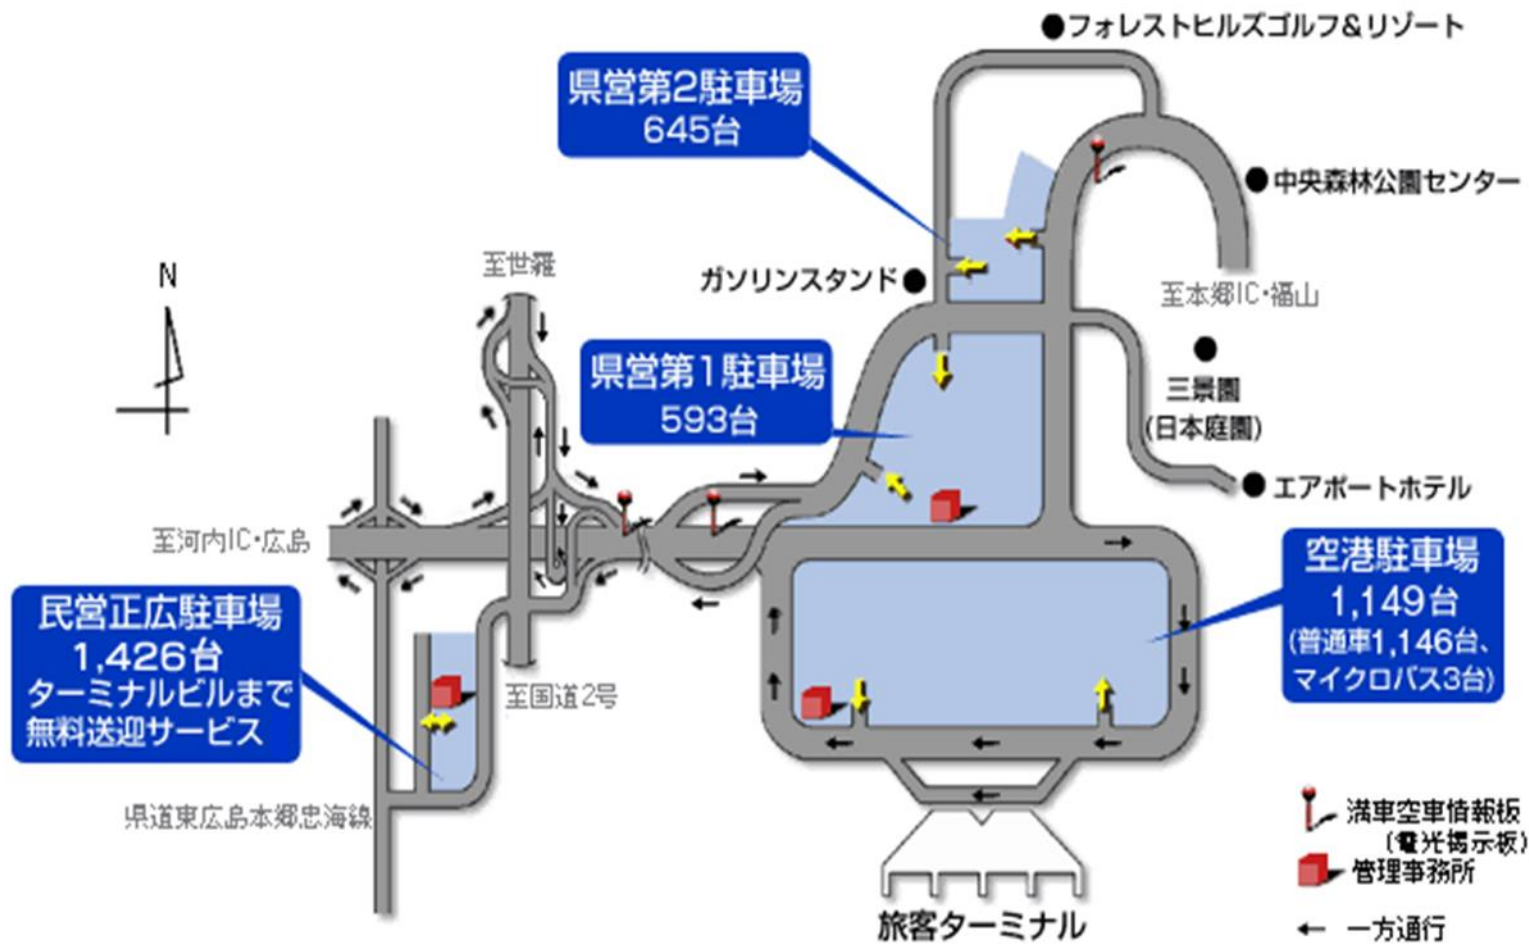 ●フォレストヒルズゴルフ&リゾート
県営第2駐車場
645台
●中央森林公園センター
至世羅
N
ガソリンスタンド●
至本郷IC・福山
県営第1駐車場
593台
三景園
(日本庭園)
●エアポートホテル
至河内IC・広島
空港駐車場
1,149台
(普通車1,146台、
マイクロバス3台)
民営正広駐車場
1,426台
ターミナルビルまで
無料送迎サービス
至国道2号
県道東広島本郷忠海線
満車空車情報板
(電光掲示板)
管理事務所
← 一方通行
旅客ターミナル